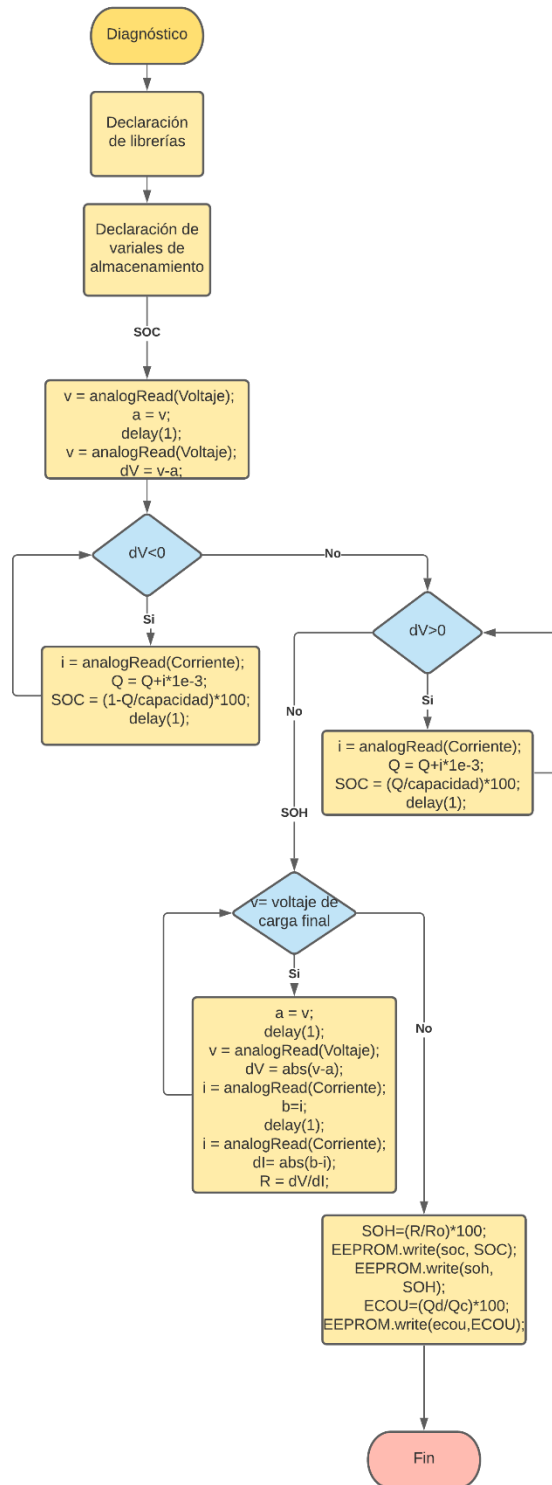 Diagnóstico
Declaración
de librerías
Declaración de
variales de
almacenamiento
SOC
v = analogRead(Voltaje);
a = v;
delay(1);
v = analogRead(Voltaje);
dV = v-a;
dV<0
No
Si
i = analogRead(Corriente);
Q = Q+i*1e-3;
SOC = (1-Q/capacidad)*100;
delay(1);
dV>0
Si
i = analogRead(Corriente);
Q = Q+i*1e-3;
SOC = (Q/capacidad)*100;
delay(1);
No
SOH
v= voltaje de
carga final
Si
a = v;
delay(1);
v = analogRead(Voltaje);
dV = abs(v-a);
i = analogRead(Corriente);
b=i;
delay(1);
i = analogRead(Corriente);
dI= abs(b-i);
R = dV/dI;
No
SOH=(R/Ro)*100;
EEPROM.write(soc, SOC);
EEPROM.write(soh,
SOH);
ECOU=(Qd/Qc)*100;
EEPROM.write(ecou,ECOU);
Fin